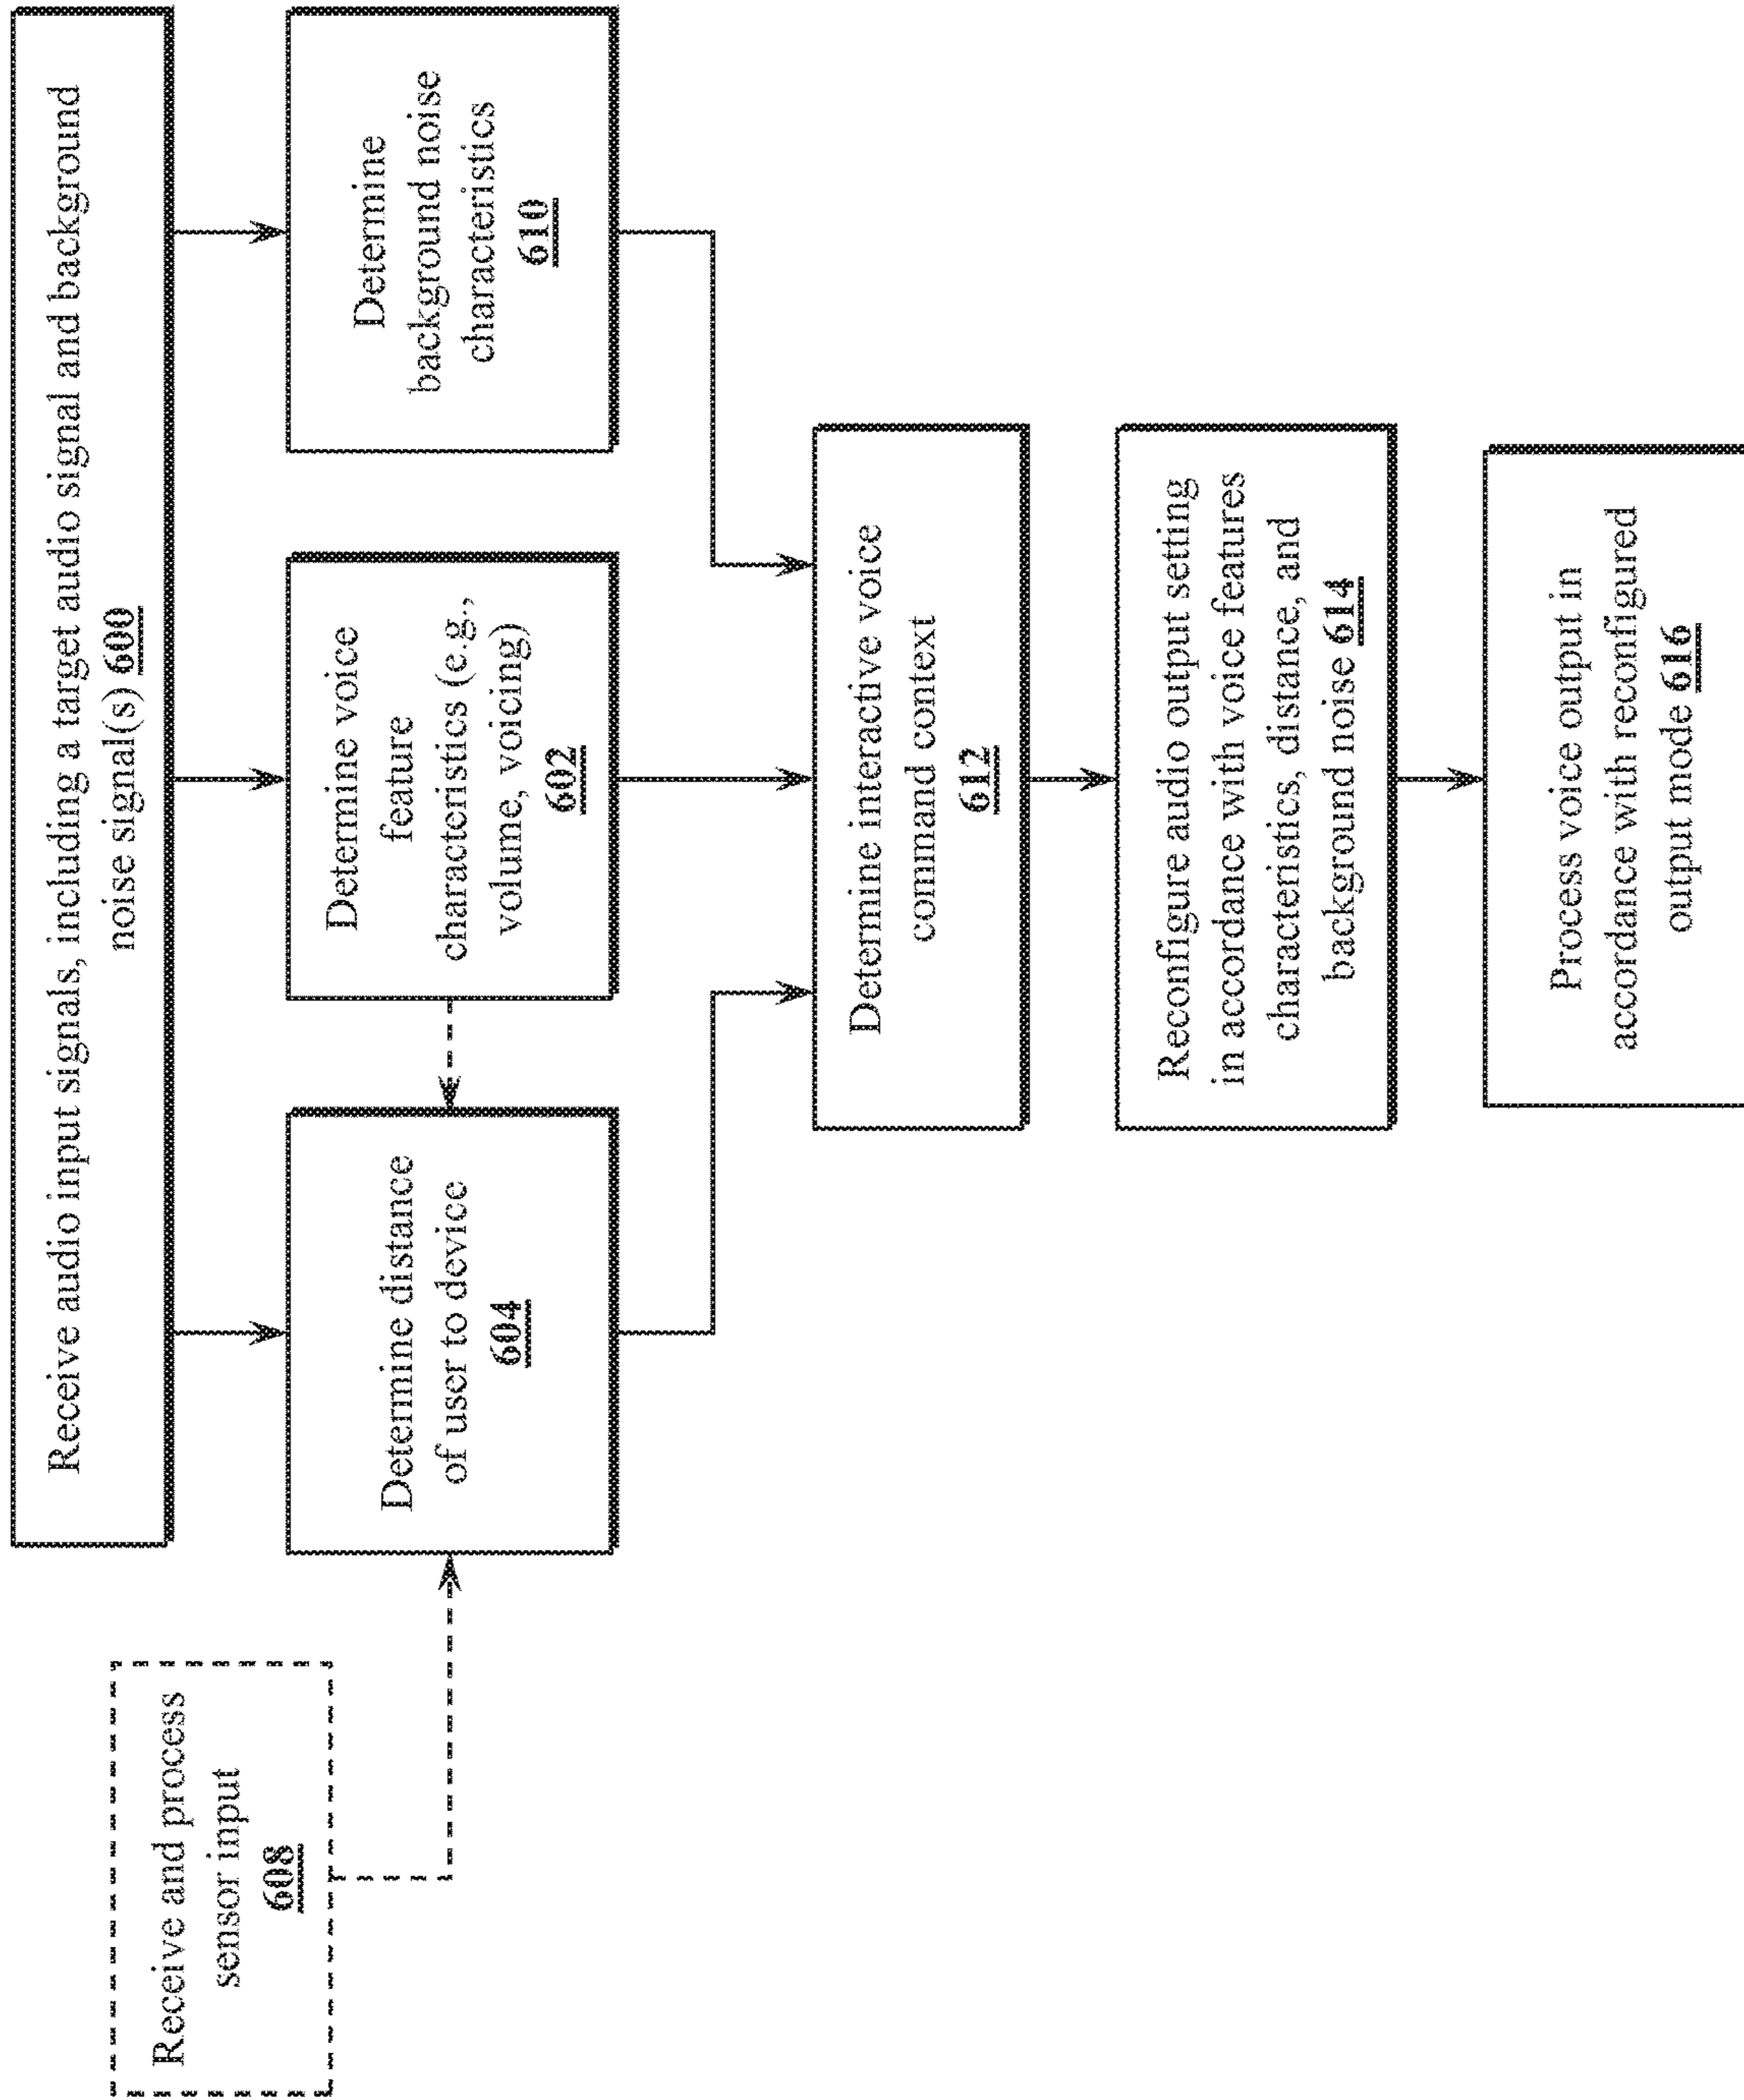 Receive audio input signals, including a target audio signal and background
noise signal(s) 600
Receive and process
sensor input
608
Determine distance
of user to device
604
Determine voice
feature
characteristics (e.g.,
volume, voicing)
602
Determine
background noise
characteristics
610
Determine interactive voice
command context
612
Reconfigure audio output setting
in accordance with voice features
characteristics, distance, and
background noise 614
Process voice output in
accordance with reconfigured
output mode 616